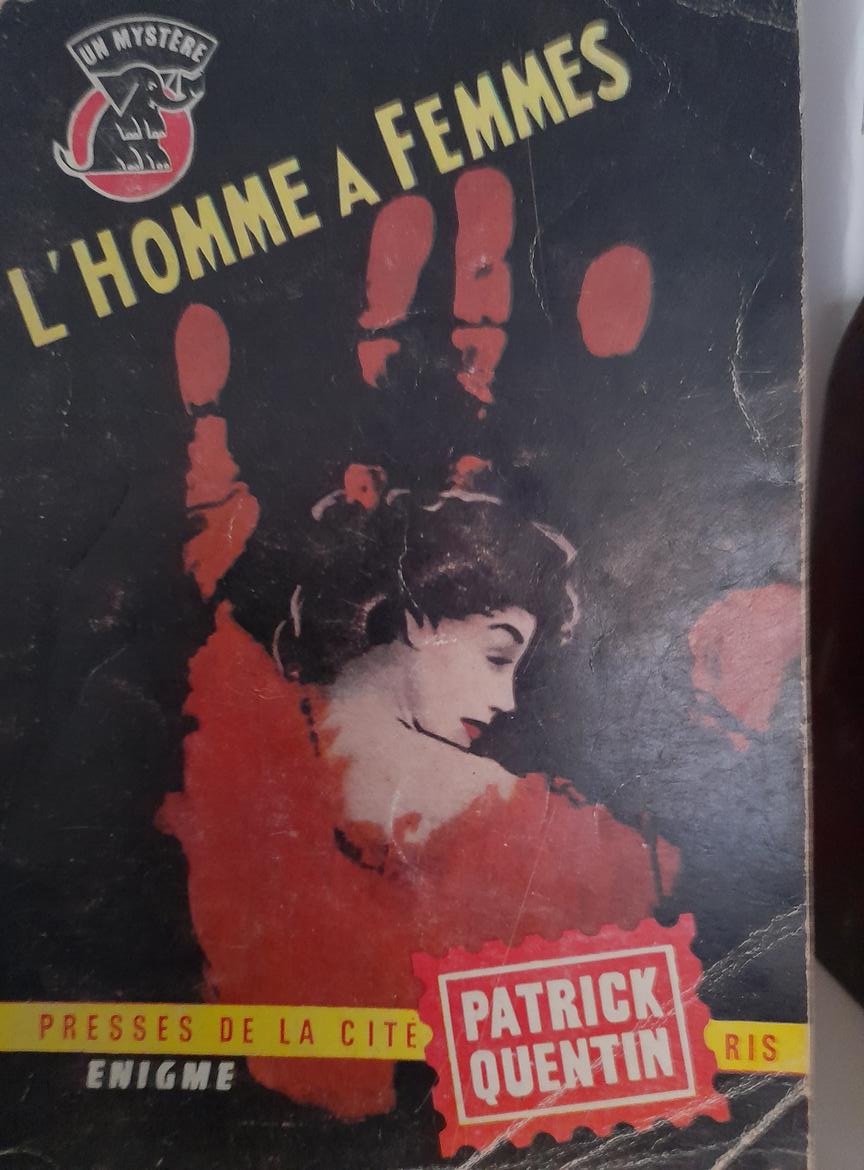 UN MYSTÈRE
L'HOMME A FEMMES
PRESSES DE LA CITÉ
RIS
ENIGME
PATRICK
QUENTIN